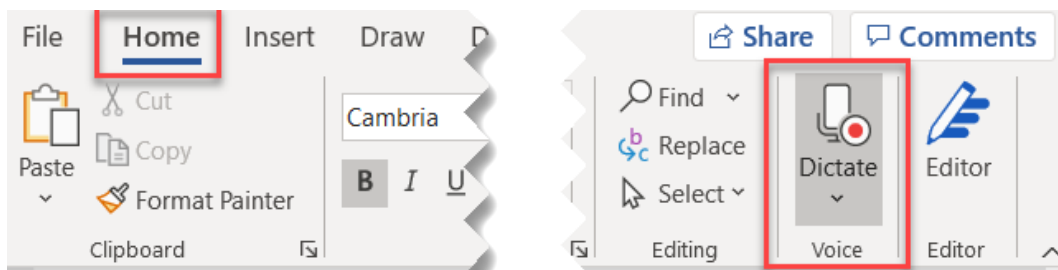 File Home Insert Draw
Share Comments
Paste
Cut
Copy
Format Painter
Clipboard
Cambria
B I U
Find
Replace
Select
Editing
Dictate
Voice
Editor
Editor